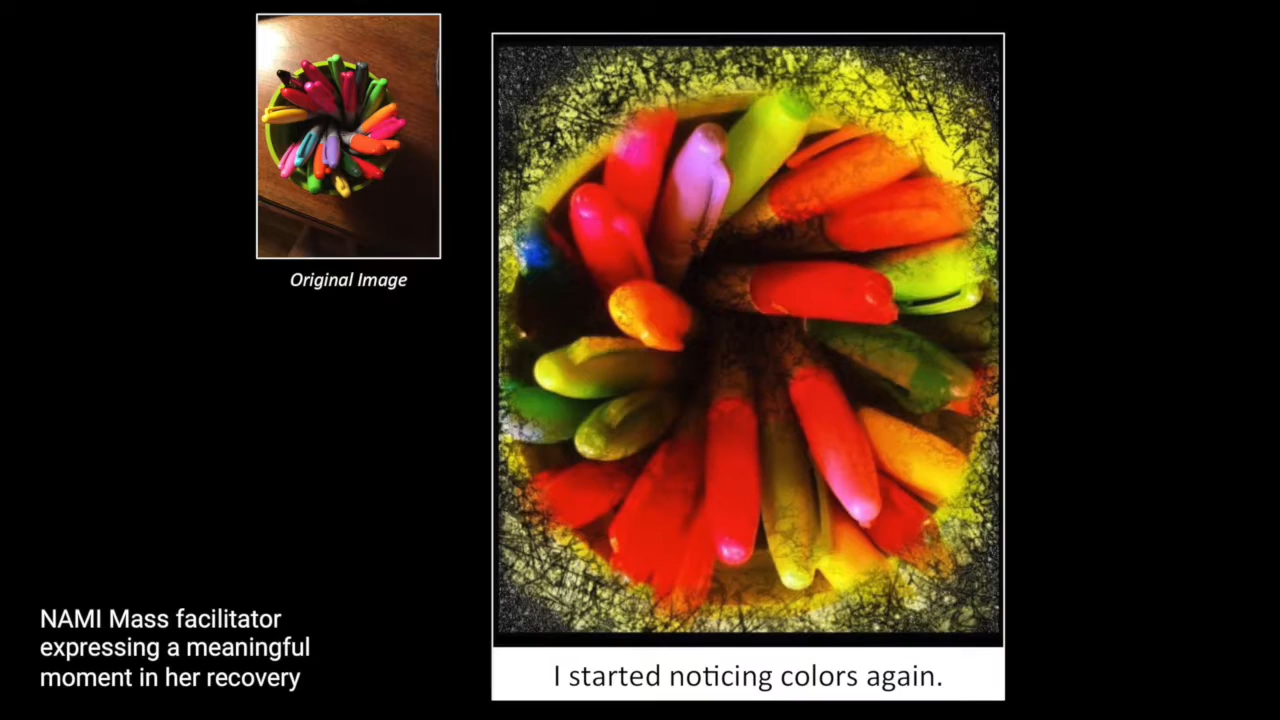 Original Image
I started noticing colors again.
NAMI Mass facilitator
expressing a meaningful
moment in her recovery